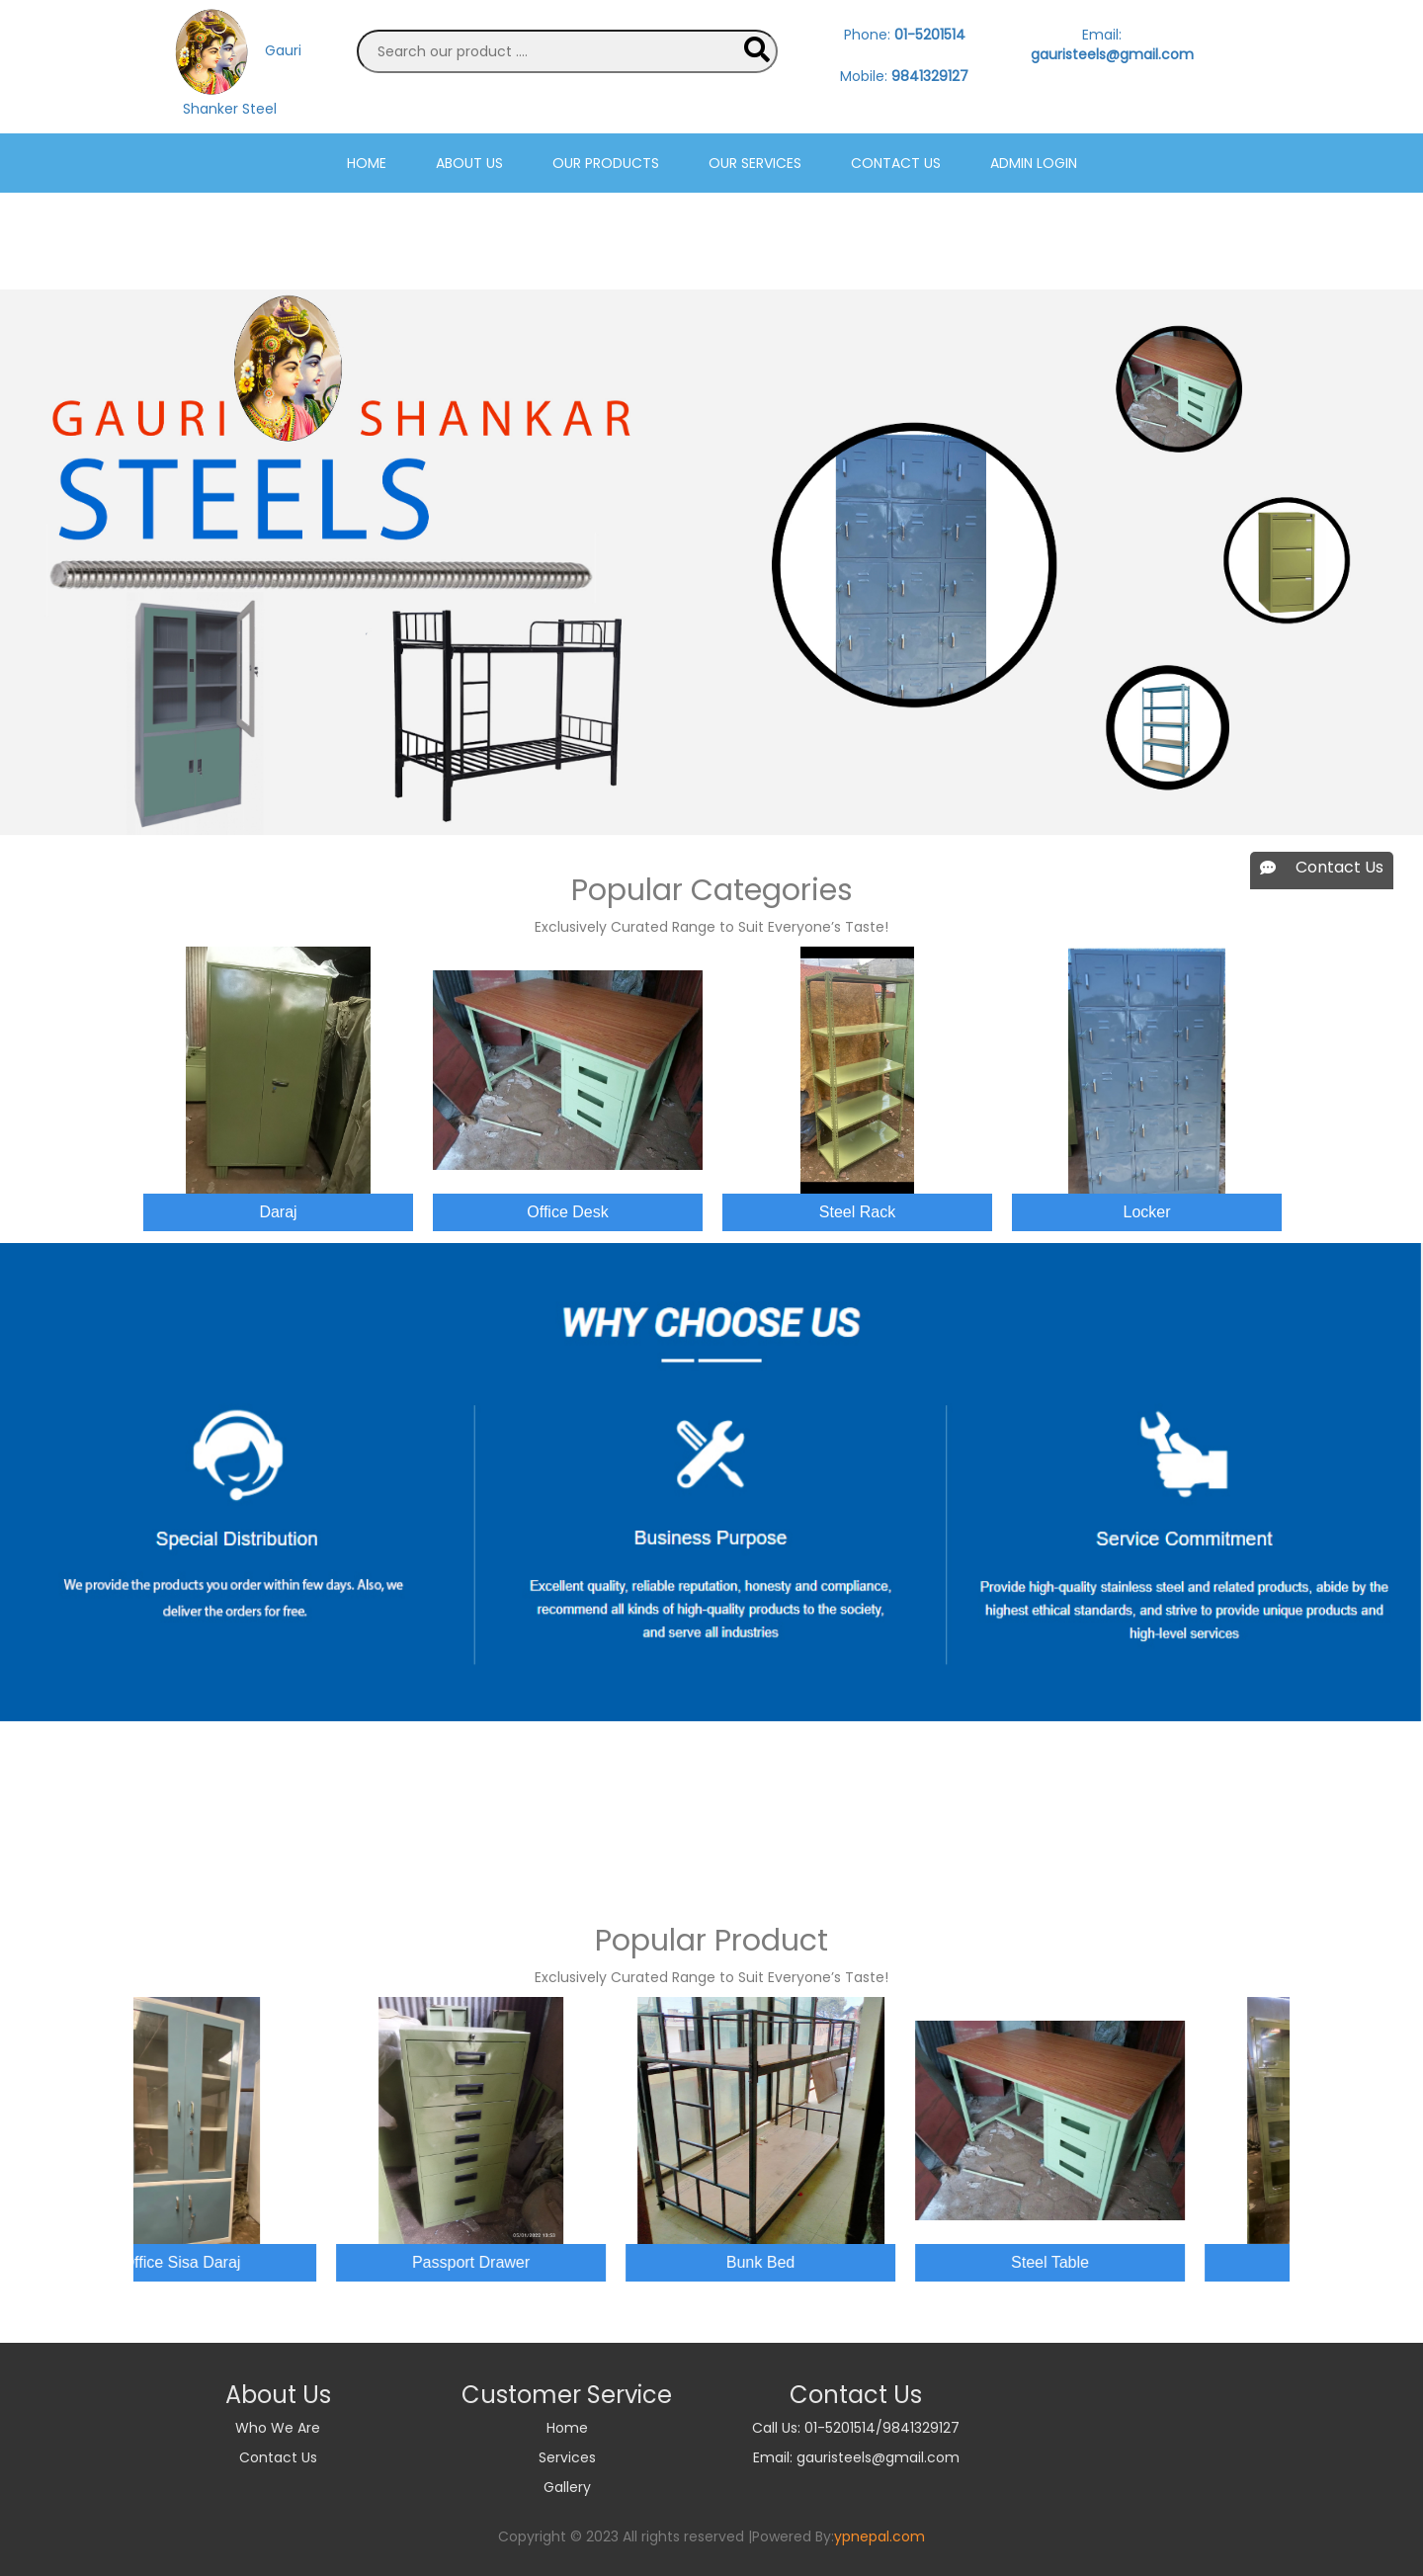 Gauri
Shanker Steel
Search our product ....
Phone: 01-5201514
Mobile: 9841329127
Email:
gauristeels@gmail.com
HOME ABOUT US OUR PRODUCTS OUR SERVICES CONTACT US ADMIN LOGIN
GAURI SHANKAR
STEELS
Contact Us
Popular Categories
Exclusively Curated Range to Suit Everyone’s Taste!
Daraj Office Desk Steel Rack Locker
WHY CHOOSE US
Special Distribution
We provide the products you order within few days. Also, we
deliver the orders for free.
Business Purpose
Excellent quality, reliable reputation, honesty and compliance,
recommend all kinds of high-quality products to the society,
and serve all industries
Service Commitment
Provide high-quality stainless steel and related products, abide by the
highest ethical standards, and strive to provide unique products and
high-level services
Popular Product
Exclusively Curated Range to Suit Everyone’s Taste!
ffice Sisa Daraj Passport Drawer Bunk Bed Steel Table
About Us
Who We Are
Contact Us
Customer Service
Home
Services
Gallery
Contact Us
Call Us: 01-5201514/9841329127
Email: gauristeels@gmail.com
Copyright © 2023 All rights reserved |Powered By:ypnepal.com